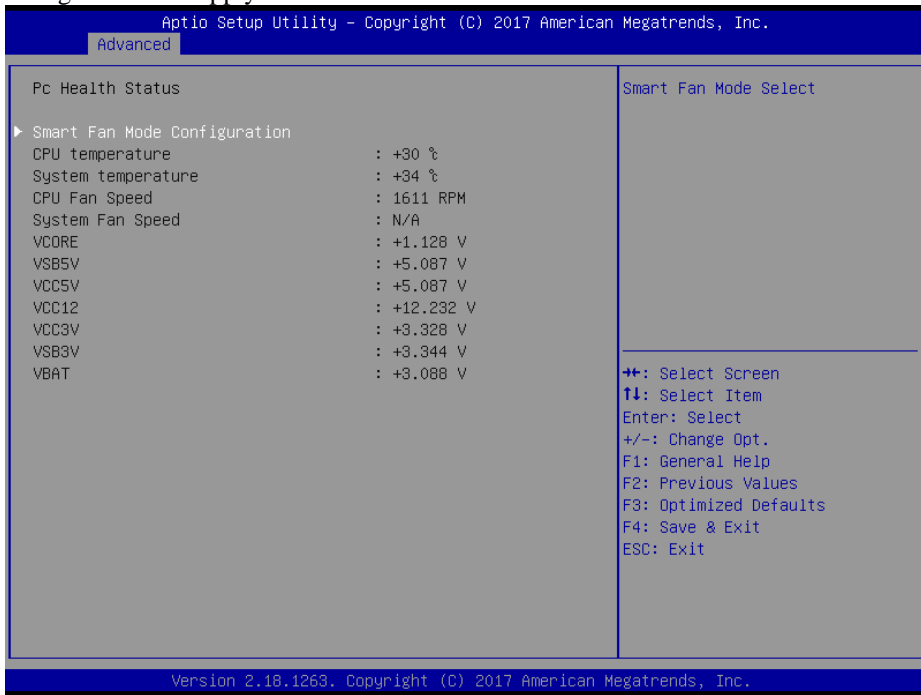 Aptio Setup Utility – Copyright (C) 2017 American Megatrends, Inc.
Advanced
Pc Health Status
Smart Fan Mode Select
▶ Smart Fan Mode Configuration
CPU temperature : +30 ℃
System temperature : +34 ℃
CPU Fan Speed : 1611 RPM
System Fan Speed : N/A
VCORE : +1.128 V
VSB5V : +5.087 V
VCC5V : +5.087 V
VCC12 : +12.232 V
VCC3V : +3.328 V
VSB3V : +3.344 V
VBAT : +3.088 V
→←: Select Screen
↑↓: Select Item
Enter: Select
+/-: Change Opt.
F1: General Help
F2: Previous Values
F3: Optimized Defaults
F4: Save & Exit
ESC: Exit
Version 2.18.1263. Copyright (C) 2017 American Megatrends, Inc.